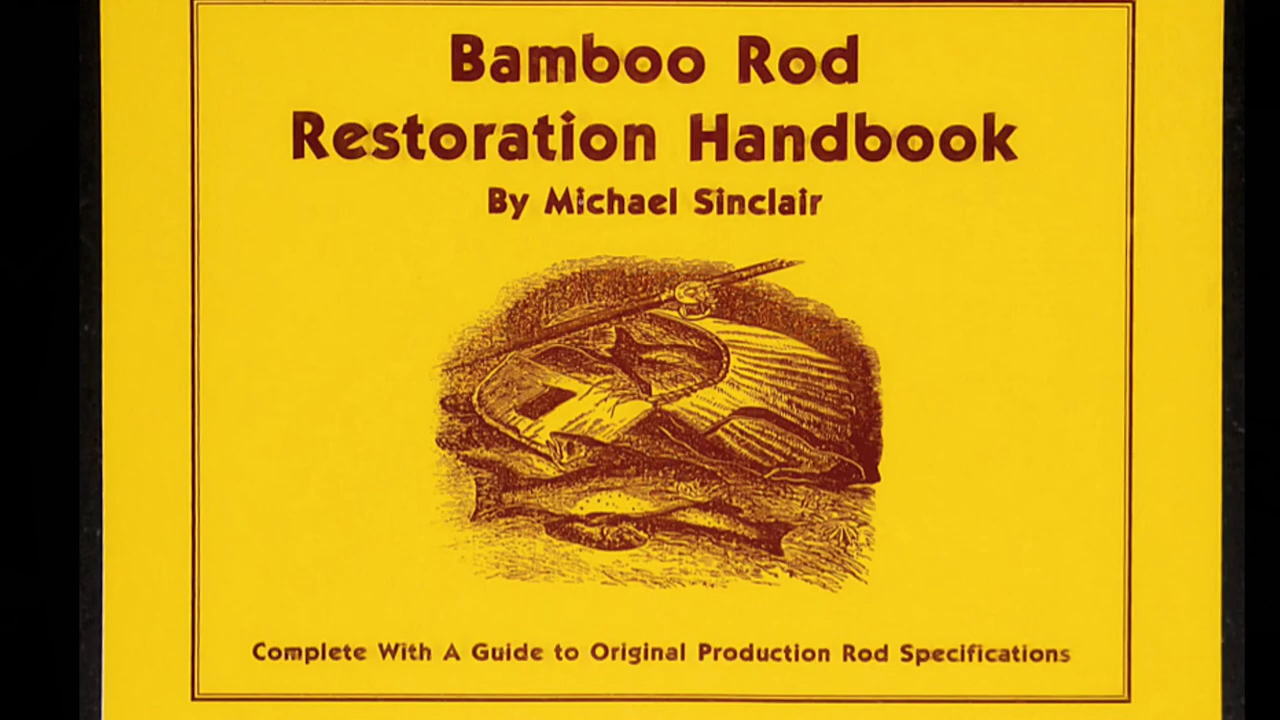 Bamboo Rod
Restoration Handbook
By Michael Sinclair
Complete With A Guide to Original Production Rod Specifications